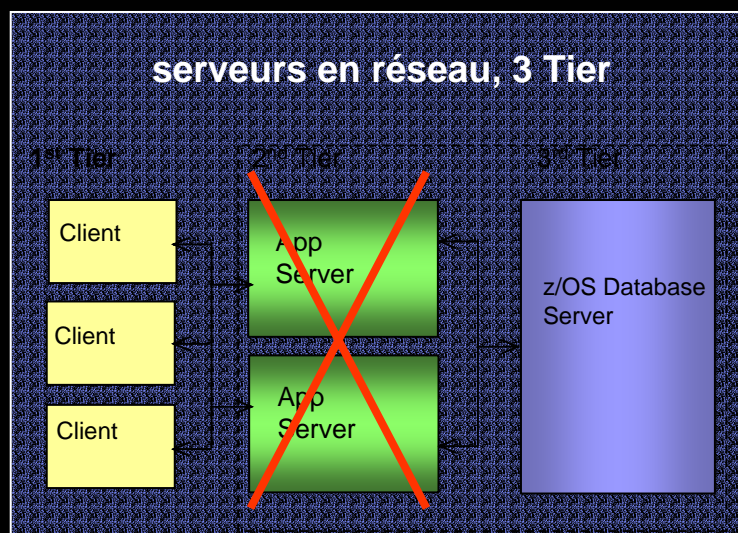 serveurs en réseau, 3 Tier
1st Tier
2nd Tier
3rd Tier
Client
Client
Client
App
Server
App
Server
z/OS Database
Server